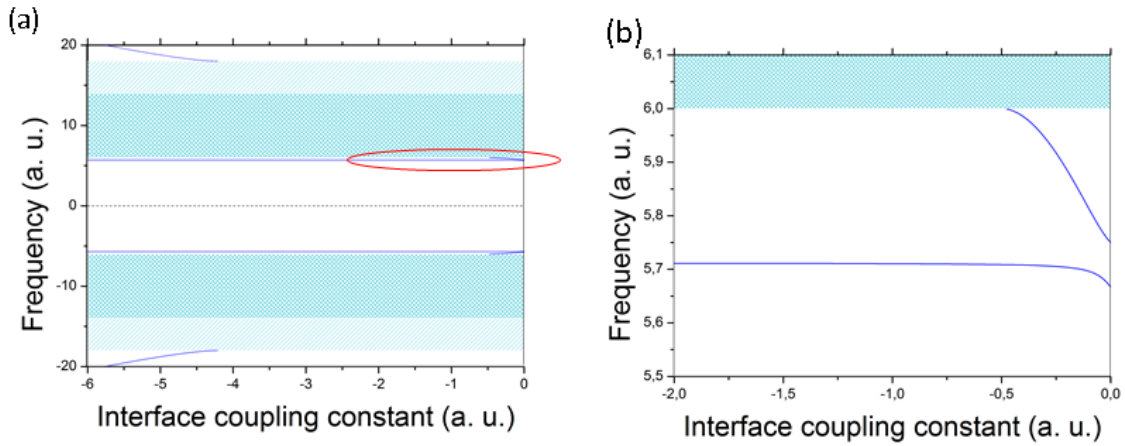 (a)
20
10
0
-10
-20
Frequency (a. u.)
-6 -5 -4 -3 -2 -1 0
Interface coupling constant (a. u.)
(b)
6,1
6,0
5,9
5,8
5,7
5,6
5,5
Frequency (a. u.)
-2,0 -1,5 -1,0 -0,5 0,0
Interface coupling constant (a. u.)